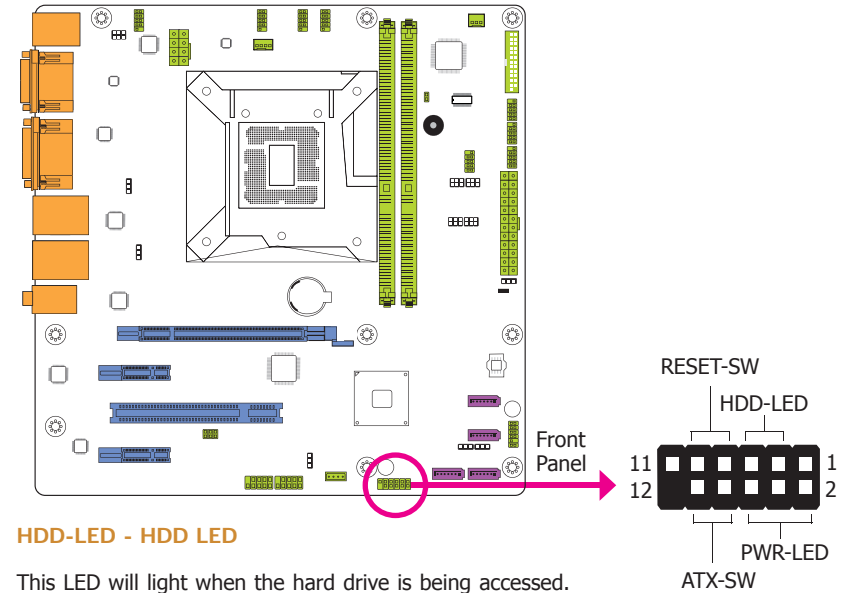 RESET-SW
HDD-LED
Front
Panel
11
1
12
2
PWR-LED
ATX-SW
HDD-LED - HDD LED
This LED will light when the hard drive is being accessed.